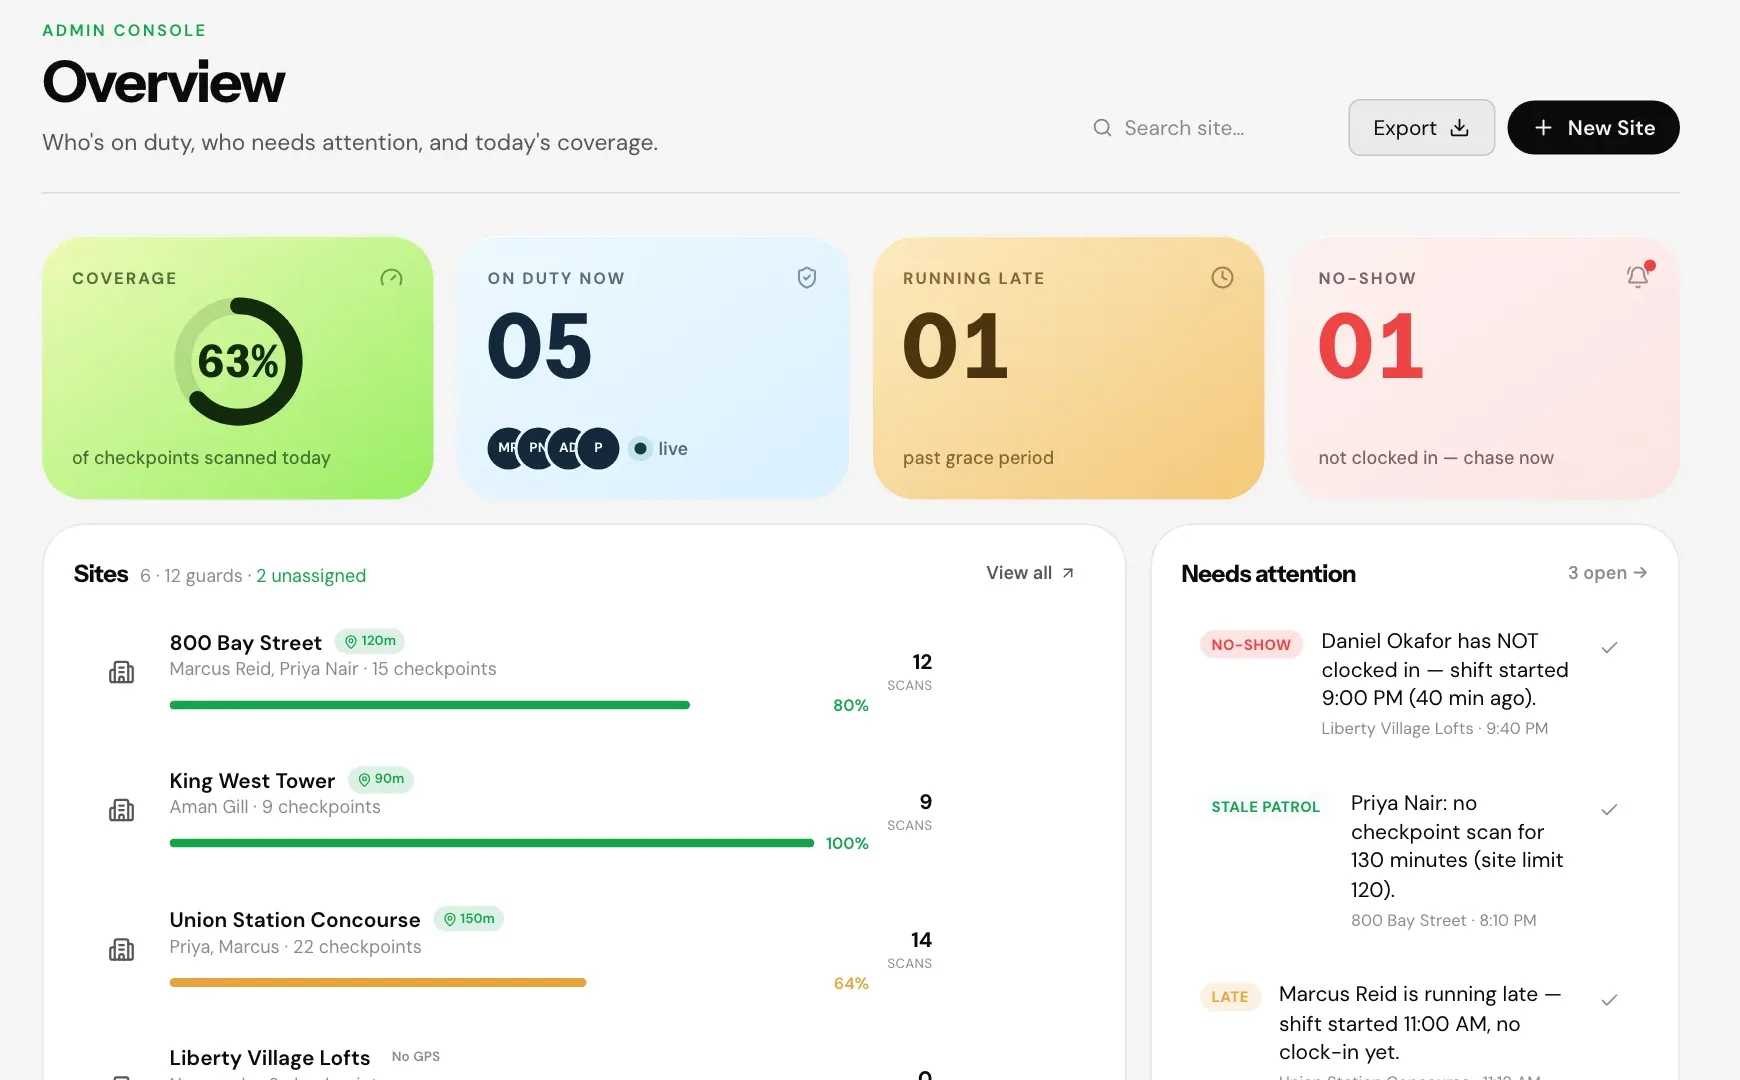 ADMIN CONSOLE
Overview
Who's on duty, who needs attention, and today's coverage.
Search site...
Export
New Site
COVERAGE
63%
of checkpoints scanned today
ON DUTY NOW
05
MR PN AD P live
RUNNING LATE
01
past grace period
NO-SHOW
01
not clocked in — chase now
Sites 6 · 12 guards · 2 unassigned
View all
800 Bay Street 120m
Marcus Reid, Priya Nair · 15 checkpoints
80%
12
SCANS
King West Tower 90m
Aman Gill · 9 checkpoints
100%
9
SCANS
Union Station Concourse 150m
Priya, Marcus · 22 checkpoints
64%
14
SCANS
Liberty Village Lofts No GPS
0
Needs attention
3 open
NO-SHOW
Daniel Okafor has NOT
clocked in — shift started
9:00 PM (40 min ago).
Liberty Village Lofts · 9:40 PM
STALE PATROL
Priya Nair: no
checkpoint scan for
130 minutes (site limit
120).
800 Bay Street · 8:10 PM
LATE
Marcus Reid is running late —
shift started 11:00 AM, no
clock-in yet.